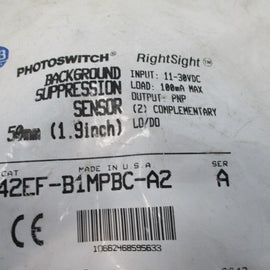 PHOTOSWITCH® RightSight™
BACKGROUND
SUPPRESSION
SENSOR
50mm (1.9inch)
INPUT: 11-30VDC
LOAD: 100mA MAX
OUTPUT: PNP
(2) COMPLEMENTARY
LO/DO
CAT MADE IN U.S.A SER
42EF-B1MPBC-A2 A
CE
10662468595633